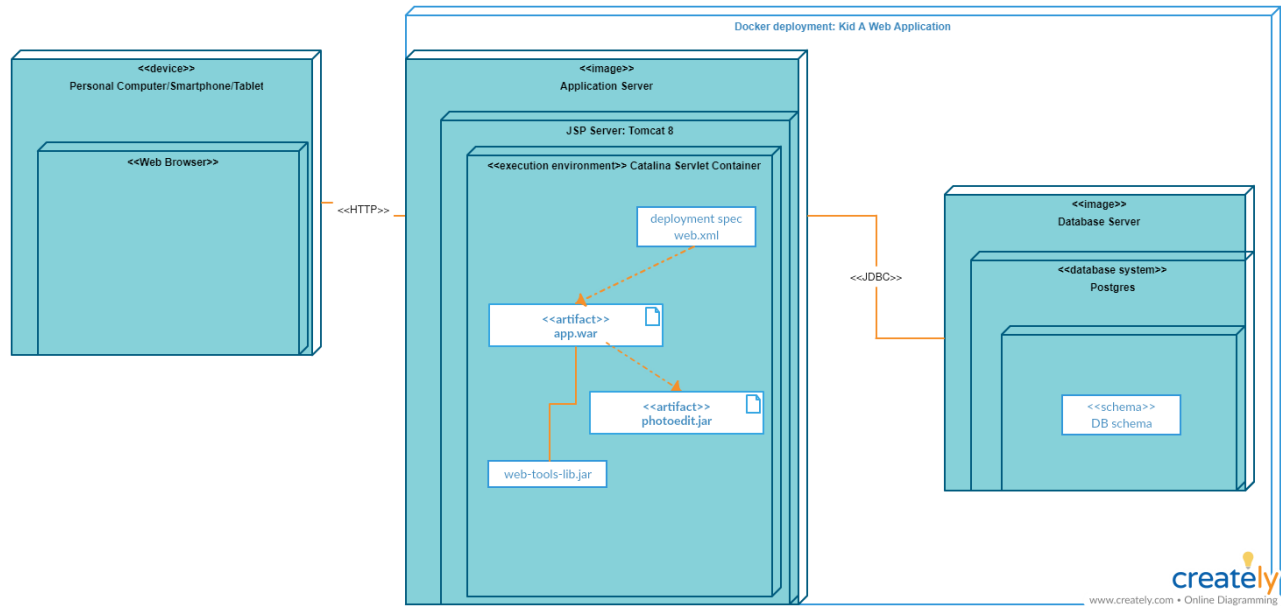 Docker deployment: Kid A Web Application
<<device>>
Personal Computer/Smartphone/Tablet
<<Web Browser>>
<<HTTP>>
<<image>>
Application Server
JSP Server: Tomcat 8
<<execution environment>> Catalina Servlet Container
deployment spec
web.xml
<<artifact>>
app.war
<<artifact>>
photoedit.jar
web-tools-lib.jar
<<JDBC>>
<<image>>
Database Server
<<database system>>
Postgres
<<schema>>
DB schema
creately
www.creately.com • Online Diagramming